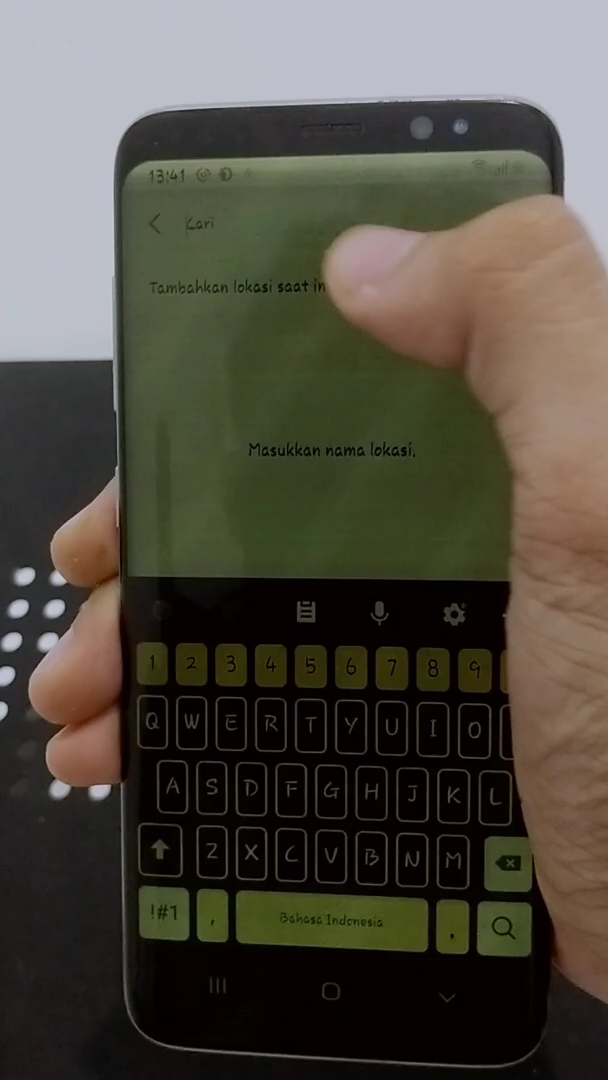 13:41
Cari
Tambahkan lokasi saat in
Masukkan nama lokasi.
1 2 3 4 5 6 7 8 9
Q W E R T Y U I O
A S D F G H J K L
Z X C V B N M
!#1 , Bahasa Indonesia .